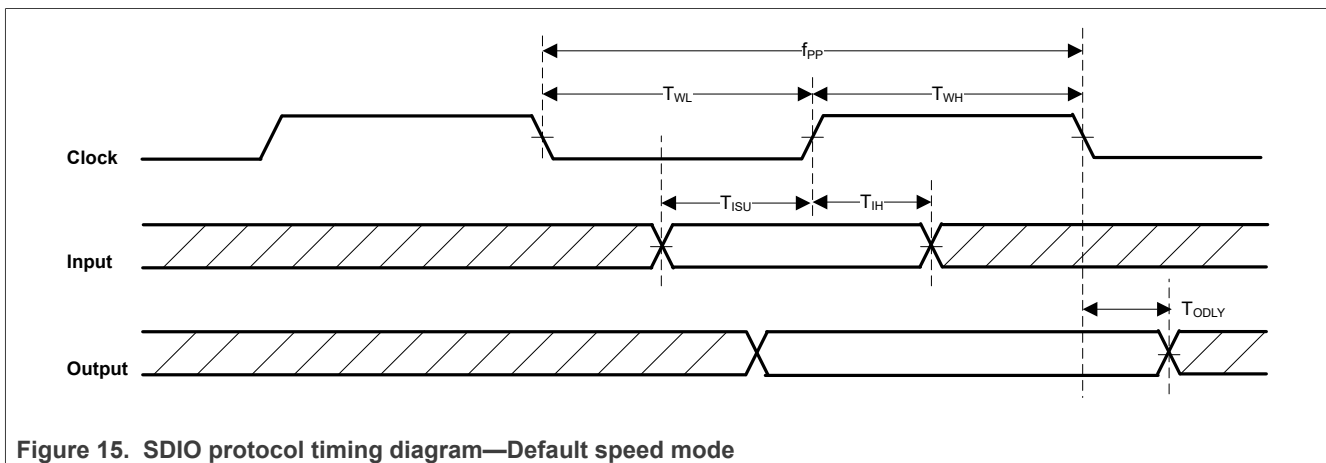 fPP
TWL TWH
Clock
TISU TIH
Input
TODLY
Output
Figure 15. SDIO protocol timing diagram—Default speed mode